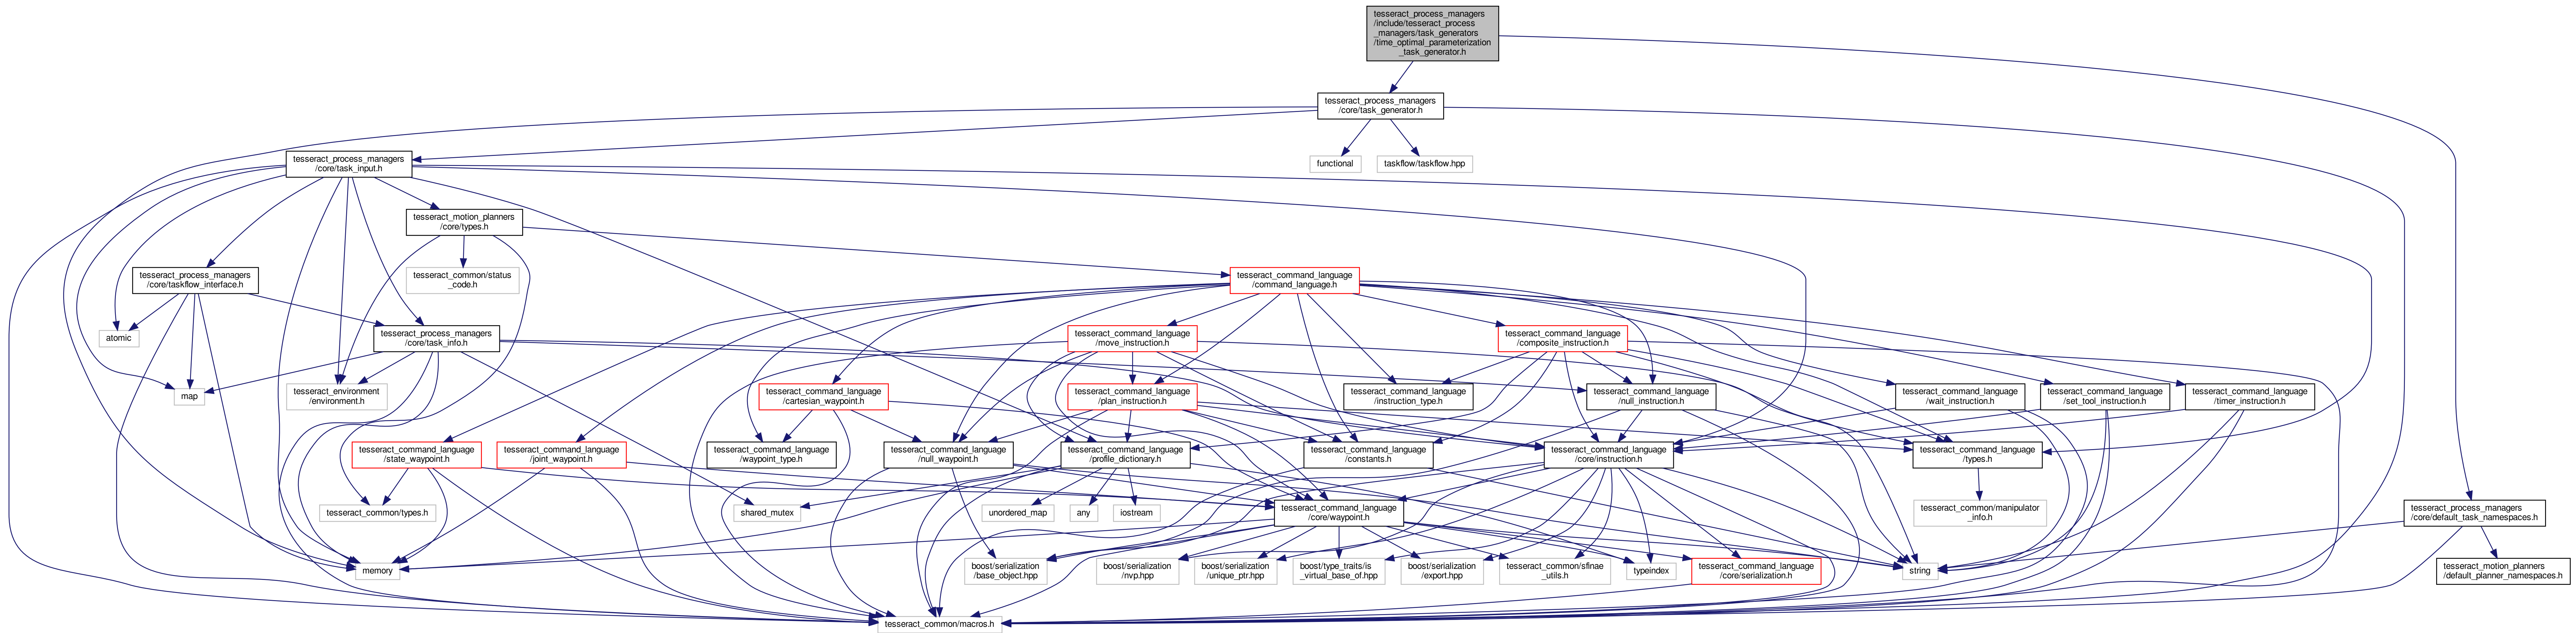 tesseract_process_managers
/include/tesseract_process
_managers/task_generators
/time_optimal_parameterization
_task_generator.h
tesseract_process_managers
/core/task_generator.h
tesseract_process_managers
/core/task_input.h
functional
taskflow/taskflow.hpp
tesseract_motion_planners
/core/types.h
tesseract_process_managers
/core/taskflow_interface.h
tesseract_common/status
_code.h
tesseract_command_language
/command_language.h
atomic
tesseract_process_managers
/core/task_info.h
tesseract_command_language
/move_instruction.h
tesseract_command_language
/composite_instruction.h
map
tesseract_environment
/environment.h
tesseract_command_language
/cartesian_waypoint.h
tesseract_command_language
/plan_instruction.h
tesseract_command_language
/instruction_type.h
tesseract_command_language
/null_instruction.h
tesseract_command_language
/wait_instruction.h
tesseract_command_language
/set_tool_instruction.h
tesseract_command_language
/timer_instruction.h
tesseract_command_language
/state_waypoint.h
tesseract_command_language
/joint_waypoint.h
tesseract_command_language
/waypoint_type.h
tesseract_command_language
/null_waypoint.h
tesseract_command_language
/profile_dictionary.h
tesseract_command_language
/constants.h
tesseract_command_language
/core/instruction.h
tesseract_command_language
/types.h
tesseract_common/types.h
shared_mutex
unordered_map
any
iostream
tesseract_command_language
/core/waypoint.h
tesseract_common/manipulator
_info.h
tesseract_process_managers
/core/default_task_namespaces.h
memory
boost/serialization
/base_object.hpp
boost/serialization
/nvp.hpp
boost/serialization
/unique_ptr.hpp
boost/type_traits/is
_virtual_base_of.hpp
boost/serialization
/export.hpp
tesseract_common/sfinae
_utils.h
typeindex
tesseract_command_language
/core/serialization.h
string
tesseract_motion_planners
/default_planner_namespaces.h
tesseract_common/macros.h